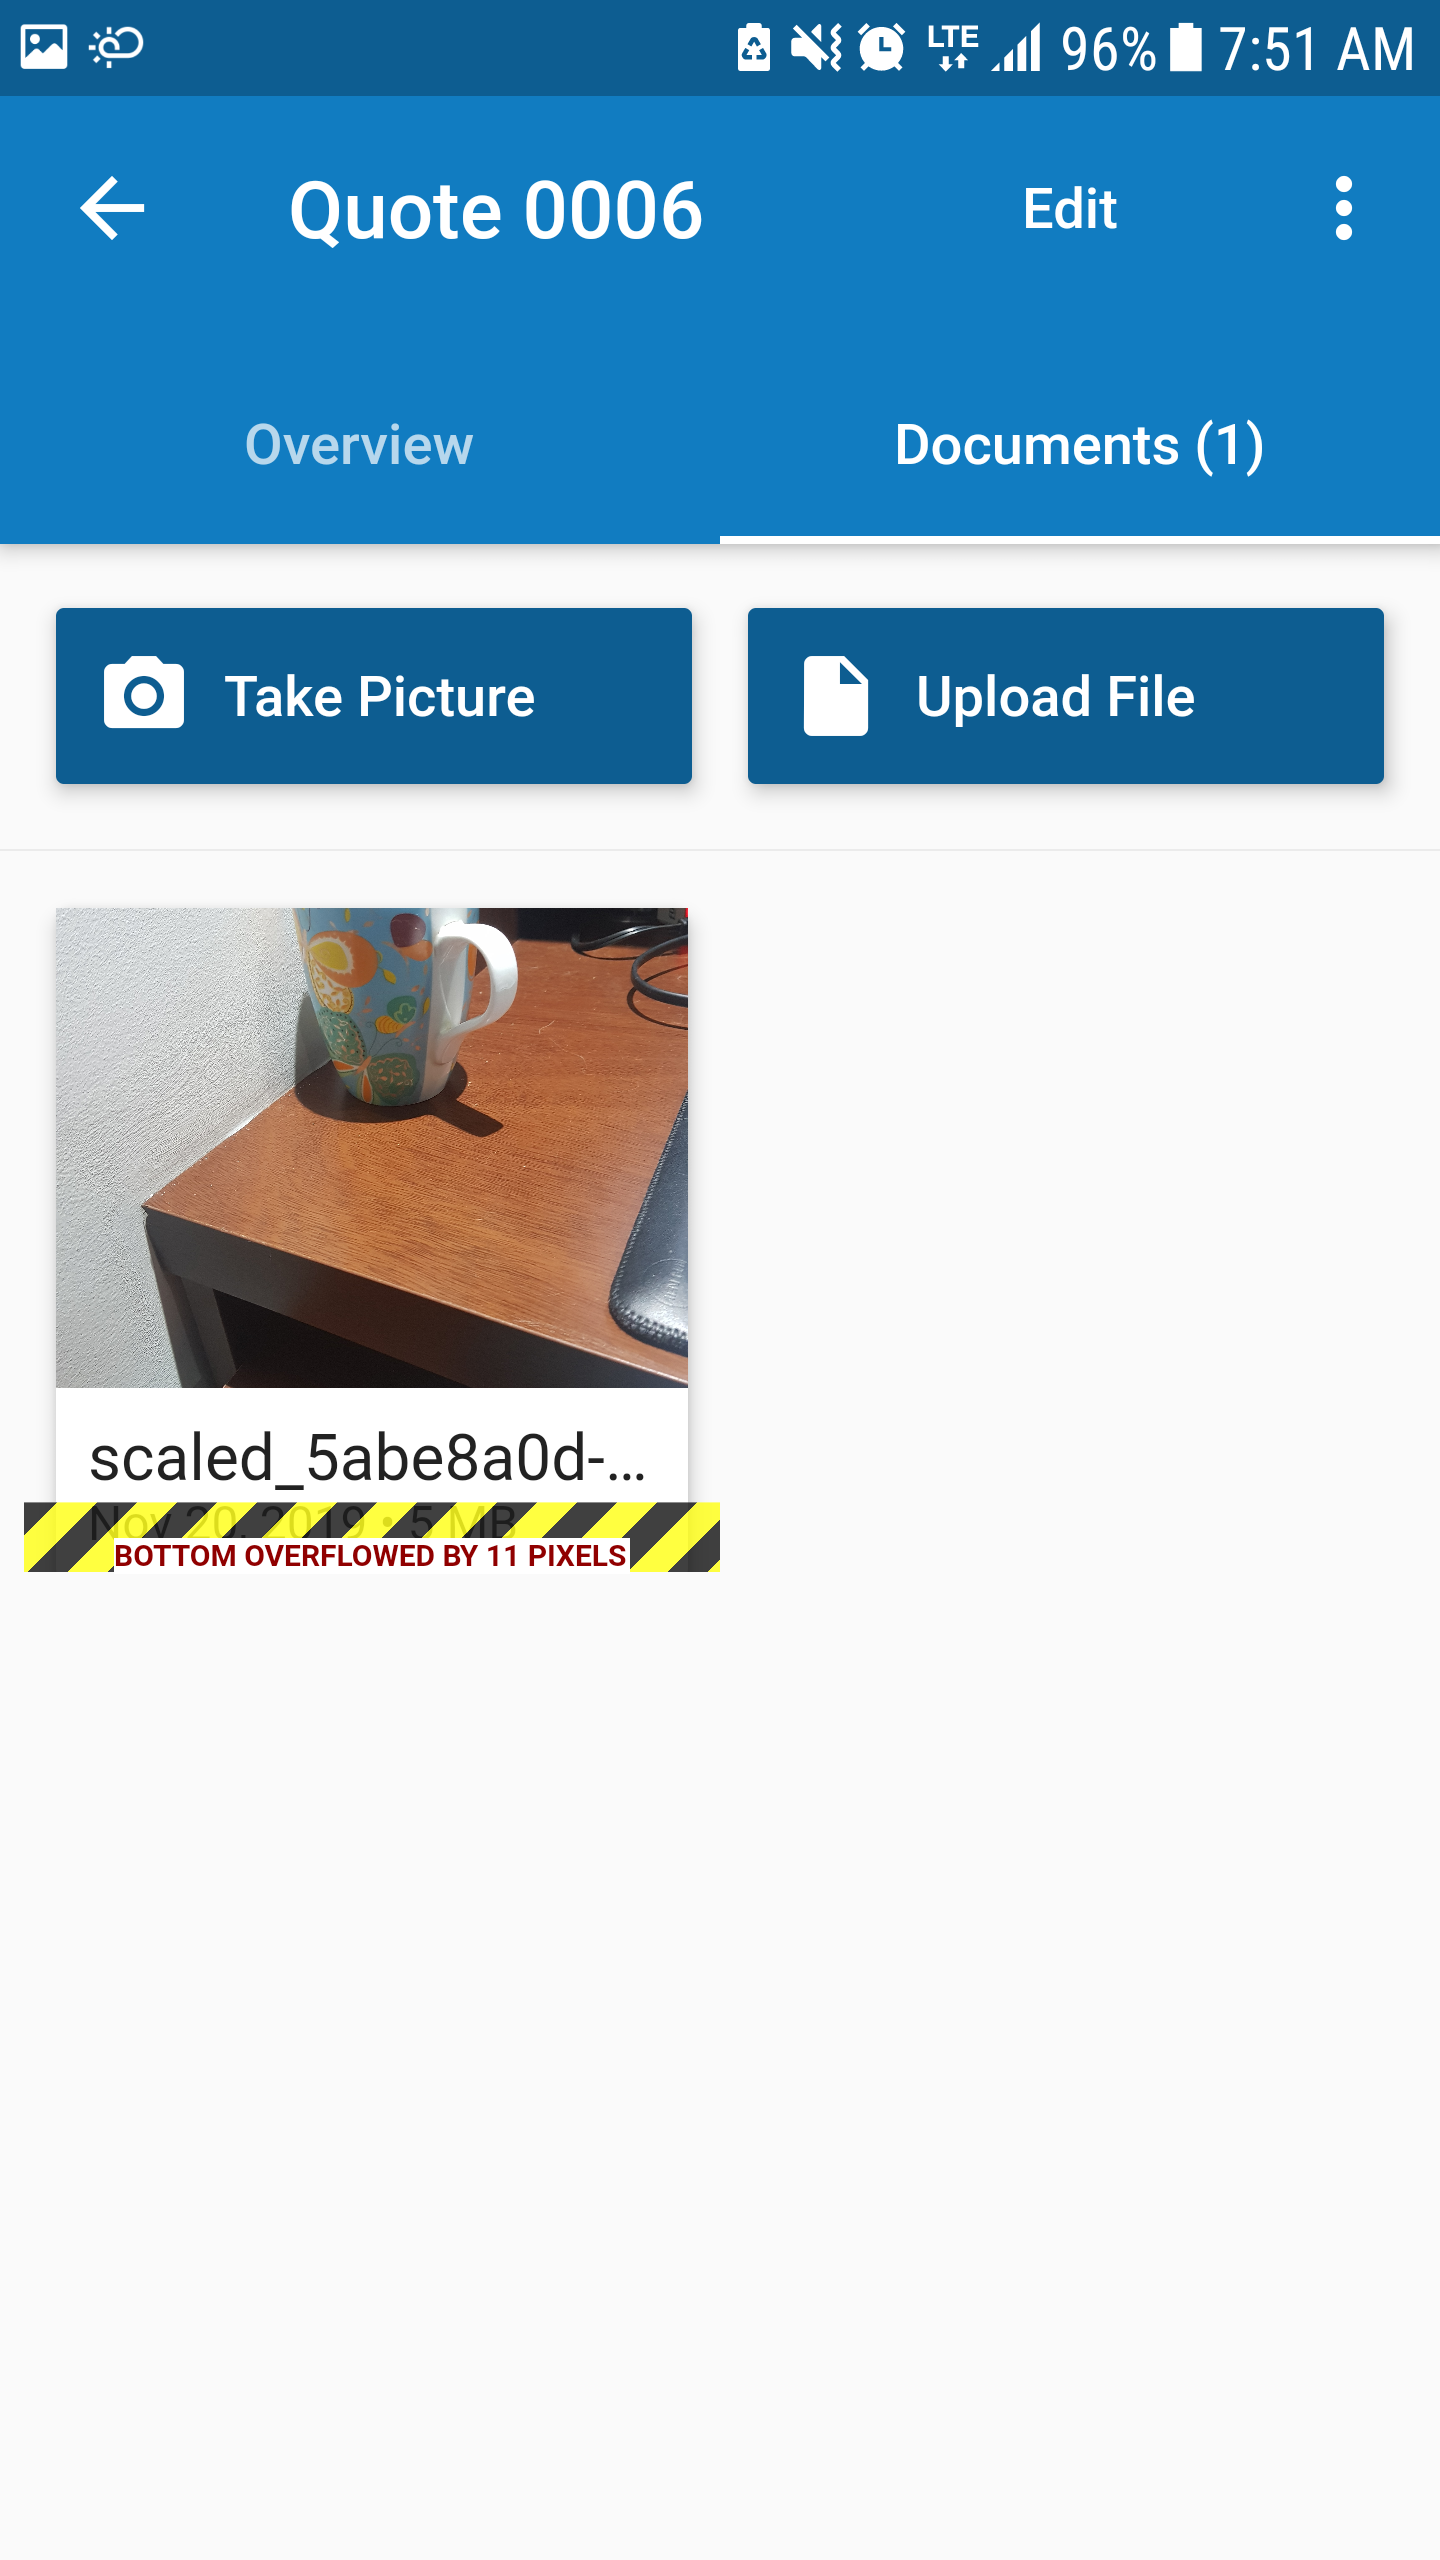 LTE 96% 7:51 AM
Quote 0006 Edit
Overview Documents (1)
Take Picture Upload File
scaled_5abe8a0d-...
Nov 20, 2019 • 5 MB
BOTTOM OVERFLOWED BY 11 PIXELS